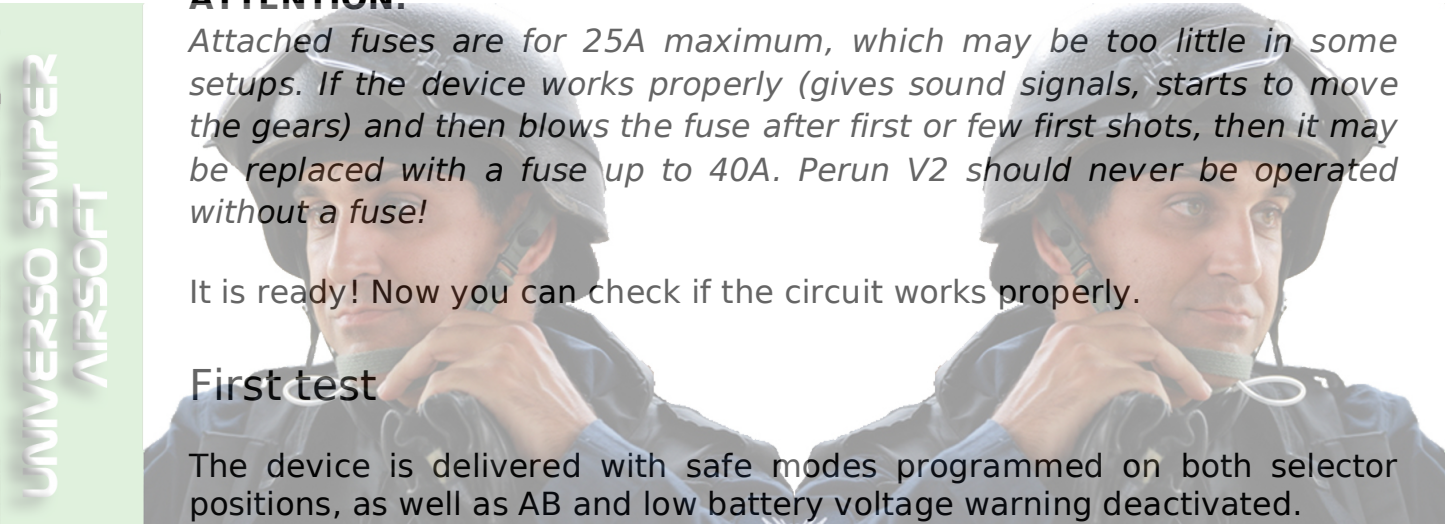 ATTENTION:
Attached fuses are for 25A maximum, which may be too little in some
setups. If the device works properly (gives sound signals, starts to move
the gears) and then blows the fuse after first or few first shots, then it may
be replaced with a fuse up to 40A. Perun V2 should never be operated
without a fuse!
It is ready! Now you can check if the circuit works properly.
First test
The device is delivered with safe modes programmed on both selector
positions, as well as AB and low battery voltage warning deactivated.
UNIVERSO SNIPER
AIRSOFT